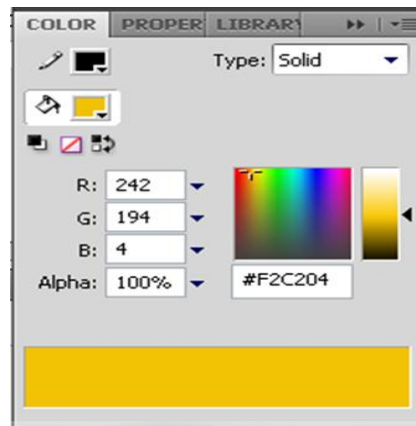 COLOR PROPER LIBRARY
Type: Solid
R: 242
G: 194
B: 4
Alpha: 100% #F2C204